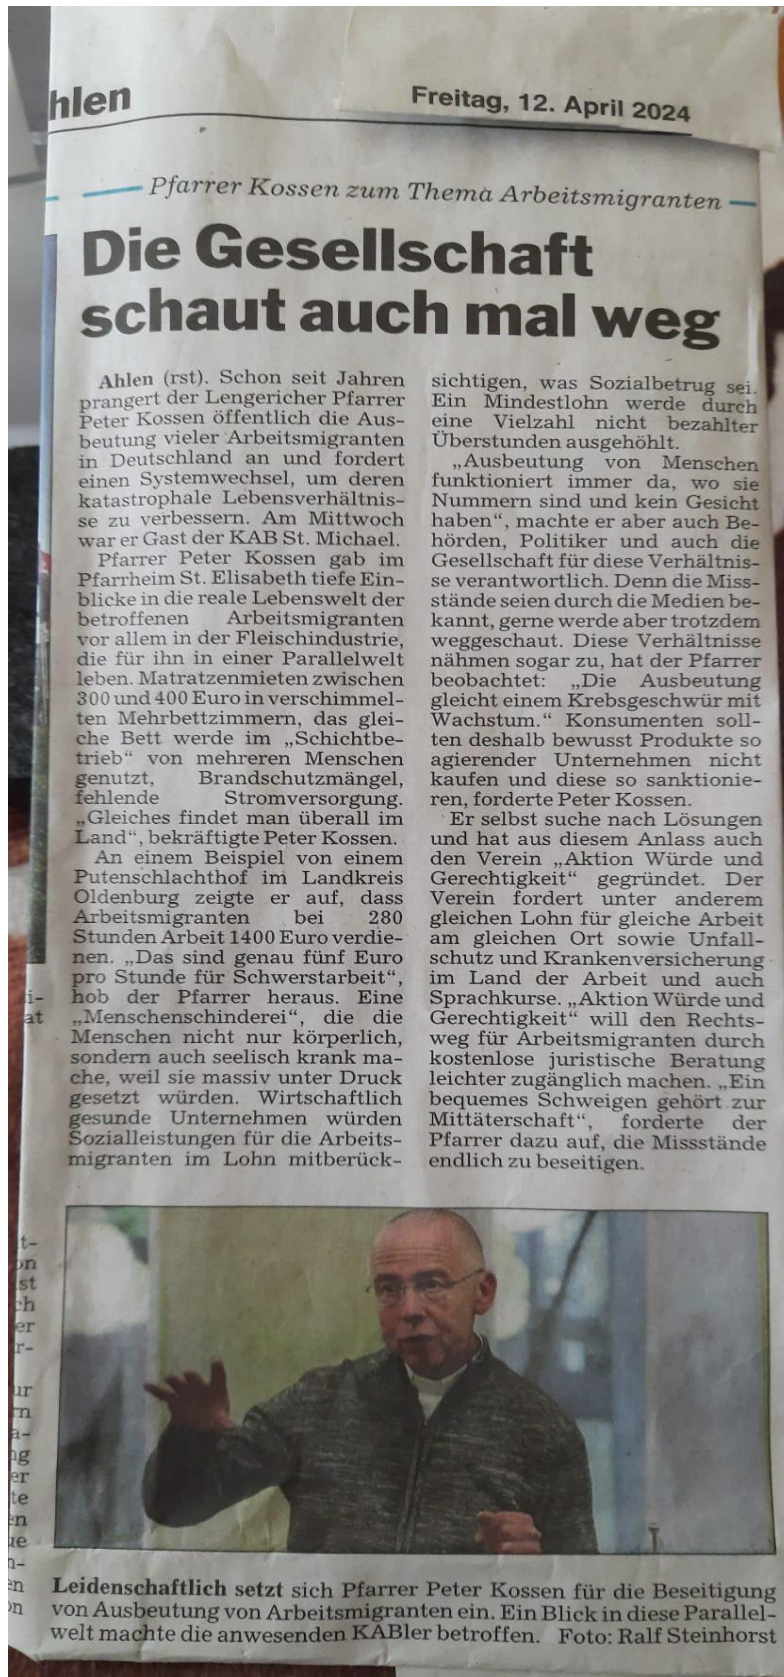 hlen
Freitag, 12. April 2024
Pfarrer Kossen zum Thema Arbeitsmigranten
Die Gesellschaft
schaut auch mal weg
Ahlen (rst). Schon seit Jahren
prangert der Lengericher Pfarrer
Peter Kossen öffentlich die Aus-
beutung vieler Arbeitsmigranten
in Deutschland an und fordert
einen Systemwechsel, um deren
katastrophale Lebensverhältnis-
se zu verbessern. Am Mittwoch
war er Gast der KAB St. Michael.
Pfarrer Peter Kossen gab im
Pfarrheim St. Elisabeth tiefe Ein-
blicke in die reale Lebenswelt der
betroffenen Arbeitsmigranten
vor allem in der Fleischindustrie,
die für ihn in einer Parallelwelt
leben. Matratzenmieten zwischen
300 und 400 Euro in verschimmel-
ten Mehrbettzimmern, das glei-
che Bett werde im „Schichtbe-
trieb“ von mehreren Menschen
genutzt, Brandschutzmängel,
fehlende Stromversorgung.
„Gleiches findet man überall im
Land“, bekräftigte Peter Kossen.
An einem Beispiel von einem
Putenschlachthof im Landkreis
Oldenburg zeigte er auf, dass
Arbeitsmigranten bei 280
Stunden Arbeit 1400 Euro verdie-
nen. „Das sind genau fünf Euro
pro Stunde für Schwerstarbeit“,
hob der Pfarrer heraus. Eine
„Menschenschinderei“, die die
Menschen nicht nur körperlich,
sondern auch seelisch krank ma-
che, weil sie massiv unter Druck
gesetzt würden. Wirtschaftlich
gesunde Unternehmen würden
Sozialleistungen für die Arbeits-
migranten im Lohn mitberück-
sichtigen, was Sozialbetrug sei.
Ein Mindestlohn werde durch
eine Vielzahl nicht bezahlter
Überstunden ausgehöhlt.
„Ausbeutung von Menschen
funktioniert immer da, wo sie
Nummern sind und kein Gesicht
haben“, machte er aber auch Be-
hörden, Politiker und auch die
Gesellschaft für diese Verhältnis-
se verantwortlich. Denn die Miss-
stände seien durch die Medien be-
kannt, gerne werde aber trotzdem
weggeschaut. Diese Verhältnisse
nähmen sogar zu, hat der Pfarrer
beobachtet: „Die Ausbeutung
gleicht einem Krebsgeschwür mit
Wachstum.“ Konsumenten soll-
ten deshalb bewusst Produkte so
agierender Unternehmen nicht
kaufen und diese so sanktionie-
ren, forderte Peter Kossen.
Er selbst suche nach Lösungen
und hat aus diesem Anlass auch
den Verein „Aktion Würde und
Gerechtigkeit“ gegründet. Der
Verein fordert unter anderem
gleichen Lohn für gleiche Arbeit
am gleichen Ort sowie Unfall-
schutz und Krankenversicherung
im Land der Arbeit und auch
Sprachkurse. „Aktion Würde und
Gerechtigkeit“ will den Rechts-
weg für Arbeitsmigranten durch
kostenlose juristische Beratung
leichter zugänglich machen. „Ein
bequemes Schweigen gehört zur
Mittäterschaft“, forderte der
Pfarrer dazu auf, die Missstände
endlich zu beseitigen.
Leidenschaftlich setzt sich Pfarrer Peter Kossen für die Beseitigung
von Ausbeutung von Arbeitsmigranten ein. Ein Blick in diese Parallel-
welt machte die anwesenden KABler betroffen. Foto: Ralf Steinhorst